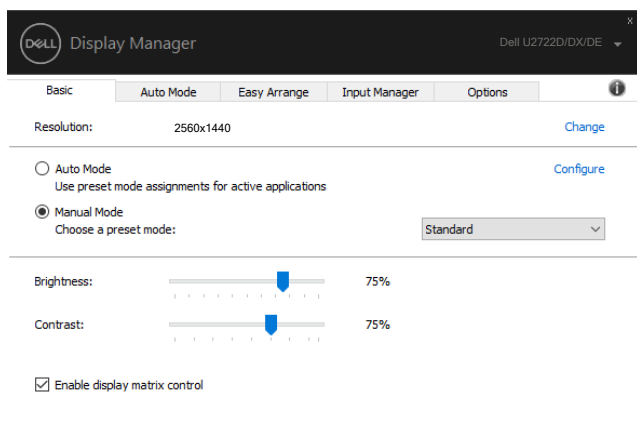 x
DELL Display Manager Dell U2722D/DX/DE
Basic Auto Mode Easy Arrange Input Manager Options i
Resolution: 2560x1440 Change
Auto Mode Configure
Use preset mode assignments for active applications
Manual Mode
Choose a preset mode: Standard
Brightness: 75%
Contrast: 75%
Enable display matrix control